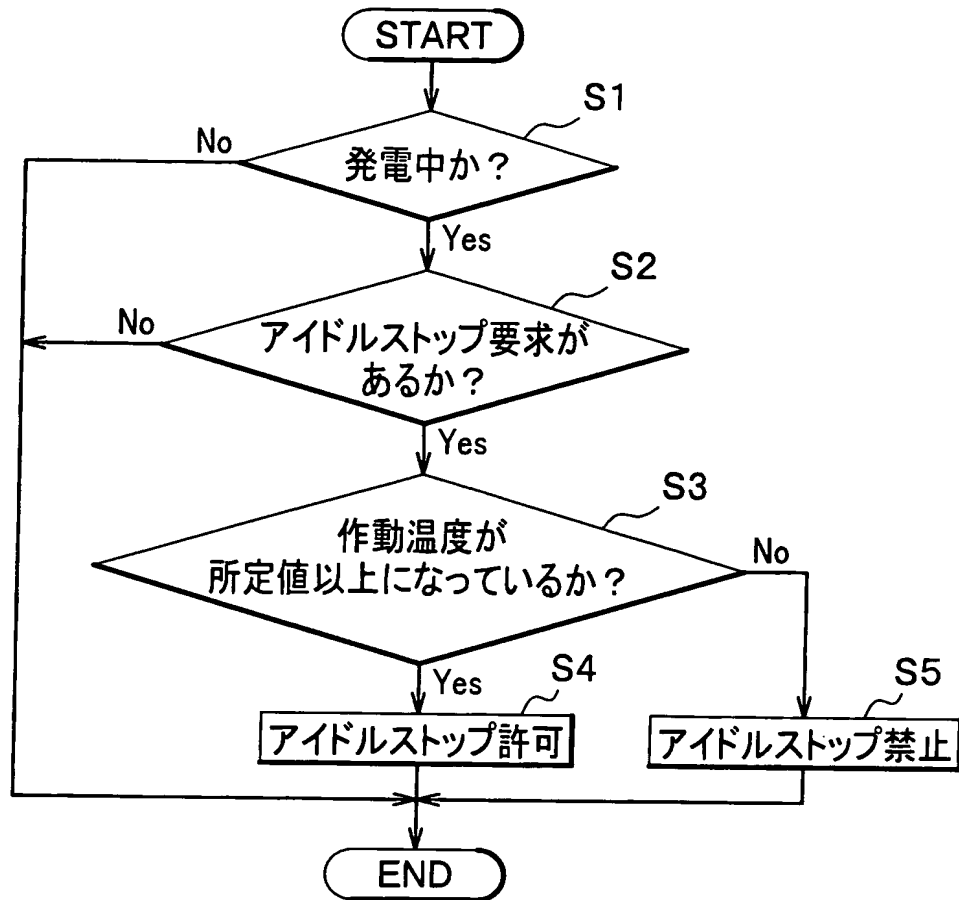 START
S1
No
発電中か？
Yes
S2
No
アイドルストップ要求が
あるか？
Yes
S3
作動温度が
所定値以上になっているか？
No
Yes
S4
S5
アイドルストップ許可
アイドルストップ禁止
END